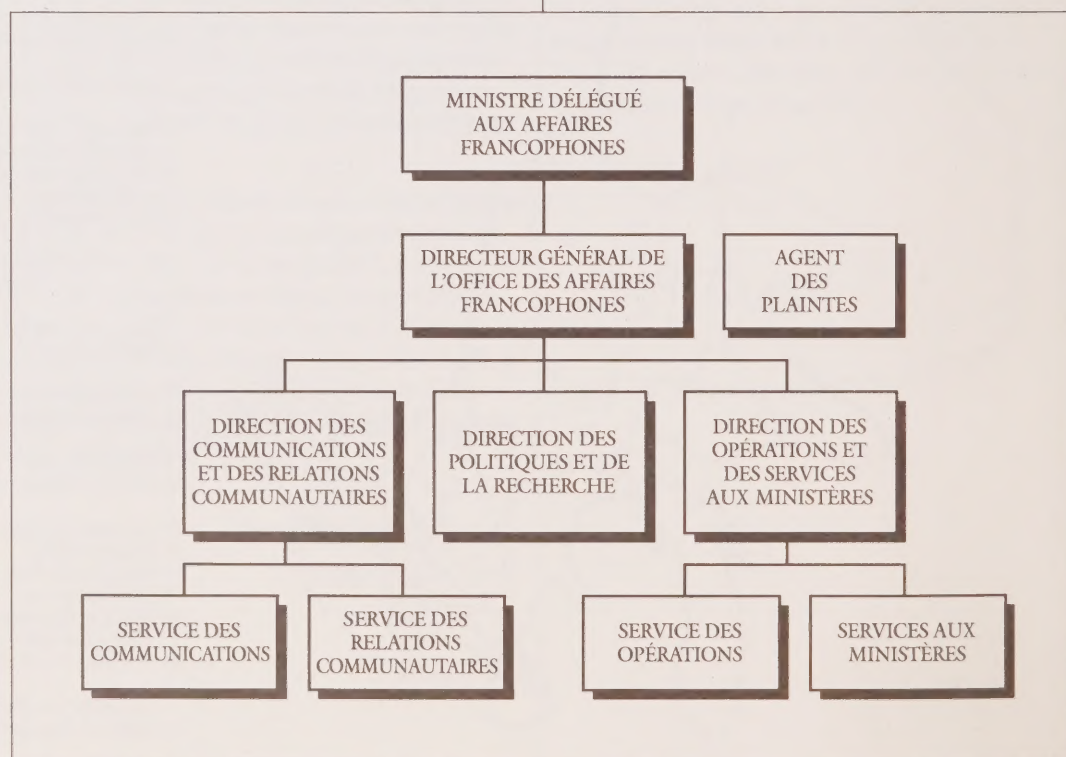 MINISTRE DÉLÉGUÉ
AUX AFFAIRES
FRANCOPHONES
DIRECTEUR GÉNÉRAL DE
L'OFFICE DES AFFAIRES
FRANCOPHONES
AGENT
DES
PLAINTES
DIRECTION DES
COMMUNICATIONS
ET DES RELATIONS
COMMUNAUTAIRES
DIRECTION DES
POLITIQUES ET DE
LA RECHERCHE
DIRECTION DES
OPÉRATIONS ET
DES SERVICES
AUX MINISTÈRES
SERVICE DES
COMMUNICATIONS
SERVICE DES
RELATIONS
COMMUNAUTAIRES
SERVICE DES
OPÉRATIONS
SERVICES AUX
MINISTÈRES